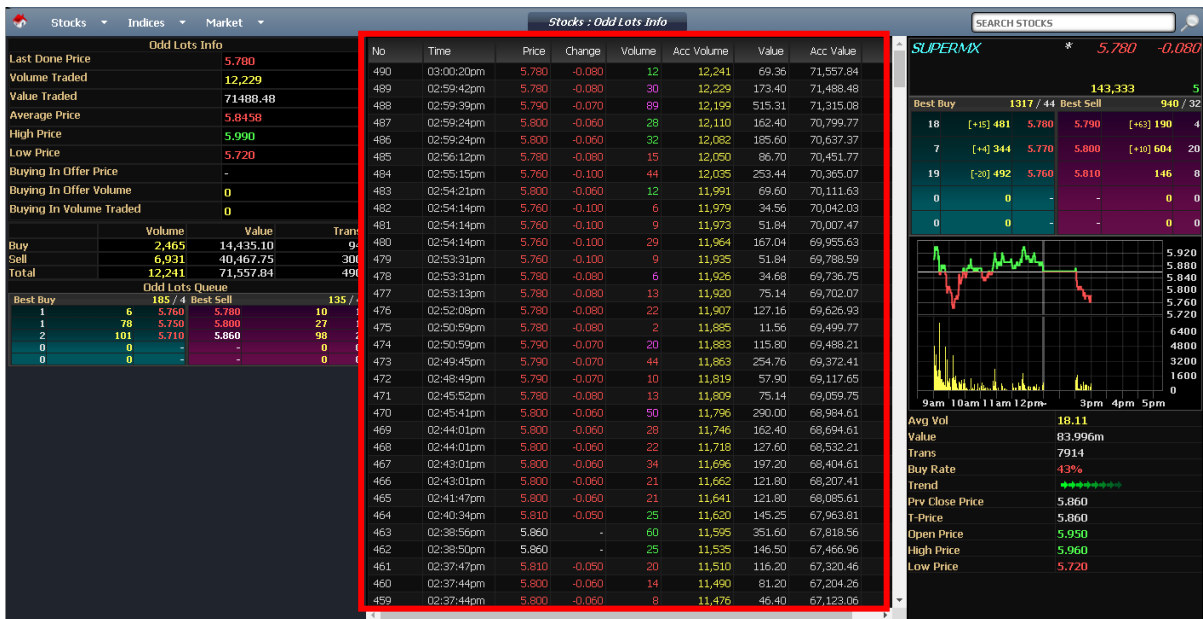 Stocks Indices Market Stocks : Odd Lots Info SEARCH STOCKS
Odd Lots Info
Last Done Price 5.780
Volume Traded 12,229
Value Traded 71488.48
Average Price 5.8458
High Price 5.990
Low Price 5.720
Buying In Offer Price -
Buying In Offer Volume 0
Buying In Volume Traded 0
Volume Value Trans
Buy 2,465 14,435.10 94
Sell 6,931 40,467.75 300
Total 12,241 71,557.84 490
Odd Lots Queue
Best Buy 185 / 4 Best Sell 135 /
1 6 5.760 5.780 10
1 78 5.750 5.800 27
2 101 5.710 5.860 98
0 0 - - 0
0 0 - - 0
No Time Price Change Volume Acc Volume Value Acc Value
490 03:00:20pm 5.780 -0.080 12 12,241 69.36 71,557.84
489 02:59:42pm 5.780 -0.080 30 12,229 173.40 71,488.48
488 02:59:39pm 5.790 -0.070 89 12,199 515.31 71,315.08
487 02:59:24pm 5.800 -0.060 28 12,110 162.40 70,799.77
486 02:59:24pm 5.800 -0.060 32 12,082 185.60 70,637.37
485 02:56:12pm 5.780 -0.080 15 12,050 86.70 70,451.77
484 02:55:15pm 5.760 -0.100 44 12,035 253.44 70,365.07
483 02:54:21pm 5.800 -0.060 12 11,991 69.60 70,111.63
482 02:54:14pm 5.760 -0.100 6 11,979 34.56 70,042.03
481 02:54:14pm 5.760 -0.100 9 11,973 51.84 70,007.47
480 02:54:14pm 5.760 -0.100 29 11,964 167.04 69,955.63
479 02:53:31pm 5.760 -0.100 9 11,935 51.84 69,788.59
478 02:53:31pm 5.780 -0.080 6 11,926 34.68 69,736.75
477 02:53:13pm 5.780 -0.080 13 11,920 75.14 69,702.07
476 02:52:08pm 5.780 -0.080 22 11,907 127.16 69,626.93
475 02:50:59pm 5.780 -0.080 2 11,885 11.56 69,499.77
474 02:50:59pm 5.790 -0.070 20 11,883 115.80 69,488.21
473 02:49:45pm 5.790 -0.070 44 11,863 254.76 69,372.41
472 02:48:49pm 5.790 -0.070 10 11,819 57.90 69,117.65
471 02:45:52pm 5.780 -0.080 13 11,809 75.14 69,059.75
470 02:45:41pm 5.800 -0.060 50 11,796 290.00 68,984.61
469 02:44:01pm 5.800 -0.060 28 11,746 162.40 68,694.61
468 02:44:01pm 5.800 -0.060 22 11,718 127.60 68,532.21
467 02:43:01pm 5.800 -0.060 34 11,696 197.20 68,404.61
466 02:43:01pm 5.800 -0.060 21 11,662 121.80 68,207.41
465 02:41:47pm 5.800 -0.060 21 11,641 121.80 68,085.61
464 02:40:34pm 5.810 -0.050 25 11,620 145.25 67,963.81
463 02:38:56pm 5.860 - 60 11,595 351.60 67,818.56
462 02:38:50pm 5.860 - 25 11,535 146.50 67,466.96
461 02:37:47pm 5.810 -0.050 20 11,510 116.20 67,320.46
460 02:37:44pm 5.800 -0.060 14 11,490 81.20 67,204.26
459 02:37:44pm 5.800 -0.060 8 11,476 46.40 67,123.06
SUPERMX * 5.780 -0.080
143,333 5
Best Buy 1317 / 44 Best Sell 940 / 32
18 [+15] 481 5.780 5.790 [+63] 190 4
7 [+4] 344 5.770 5.800 [+10] 604 20
19 [-20] 492 5.760 5.810 146 8
0 0 - - 0 0
0 0 - - 0 0
5.920
5.880
5.840
5.800
5.760
5.720
6400
4800
3200
1600
0
9am 10am 11am 12pm 3pm 4pm 5pm
Avg Vol 18.11
Value 83.996m
Trans 7914
Buy Rate 43%
Trend
Prv Close Price 5.860
T-Price 5.860
Open Price 5.950
High Price 5.960
Low Price 5.720